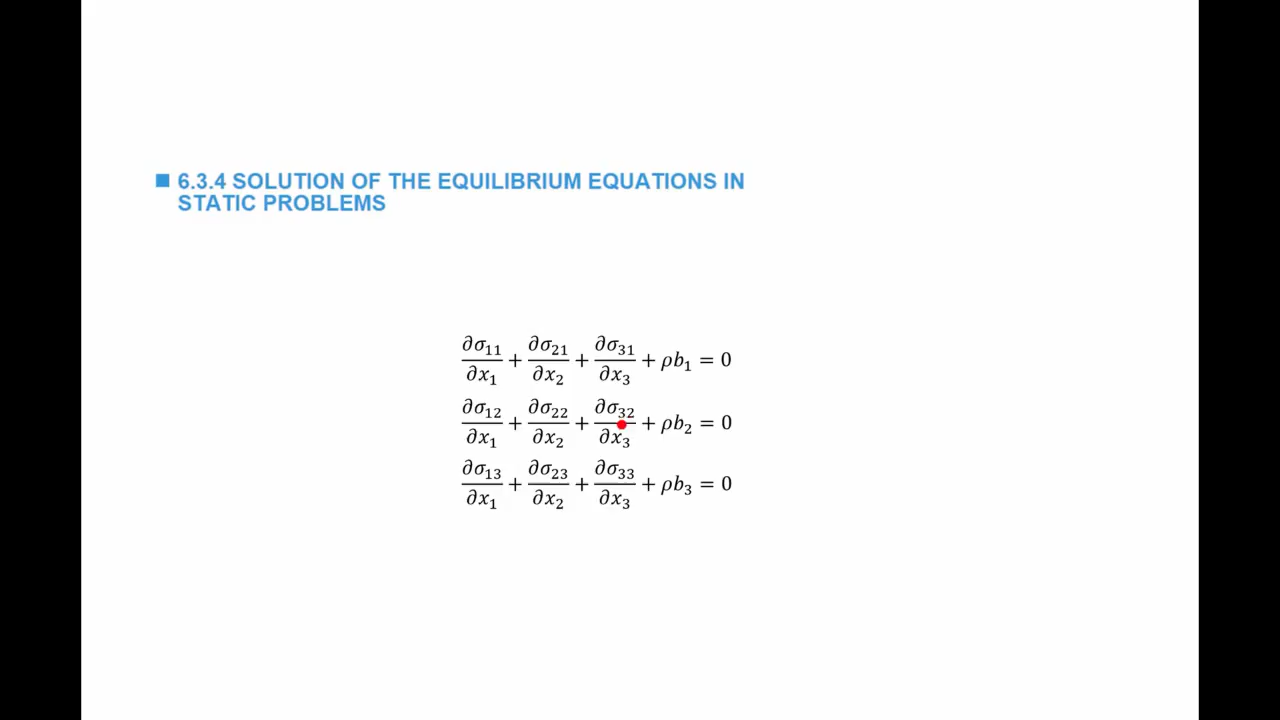 ■ 6.3.4 SOLUTION OF THE EQUILIBRIUM EQUATIONS IN
STATIC PROBLEMS
∂σ₁₁/∂x₁ + ∂σ₂₁/∂x₂ + ∂σ₃₁/∂x₃ + ρb₁ = 0
∂σ₁₂/∂x₁ + ∂σ₂₂/∂x₂ + ∂σ₃₂/∂x₃ + ρb₂ = 0
∂σ₁₃/∂x₁ + ∂σ₂₃/∂x₂ + ∂σ₃₃/∂x₃ + ρb₃ = 0